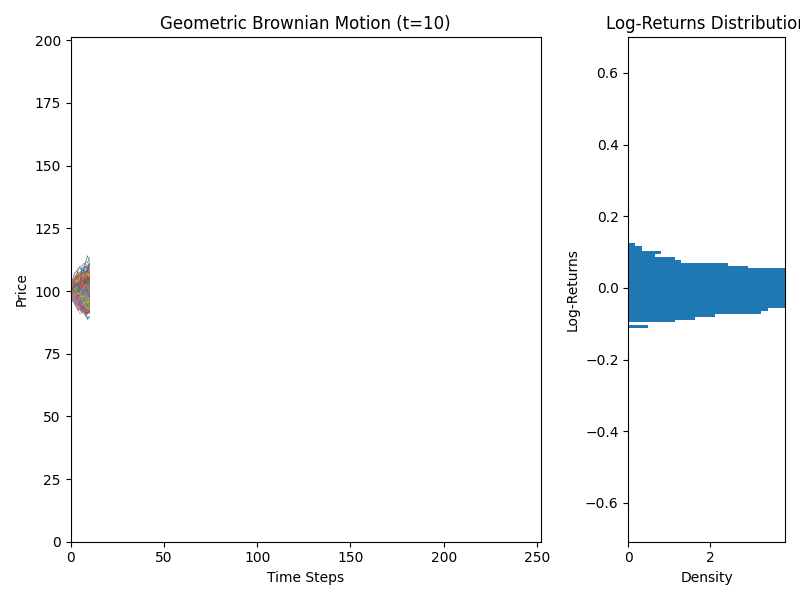 Geometric Brownian Motion (t=10)
Price
200
175
150
125
100
75
50
25
0
0 50 100 150 200 250
Time Steps
Log-Returns Distribution
Log-Returns
0.6
0.4
0.2
0.0
−0.2
−0.4
−0.6
0 2
Density